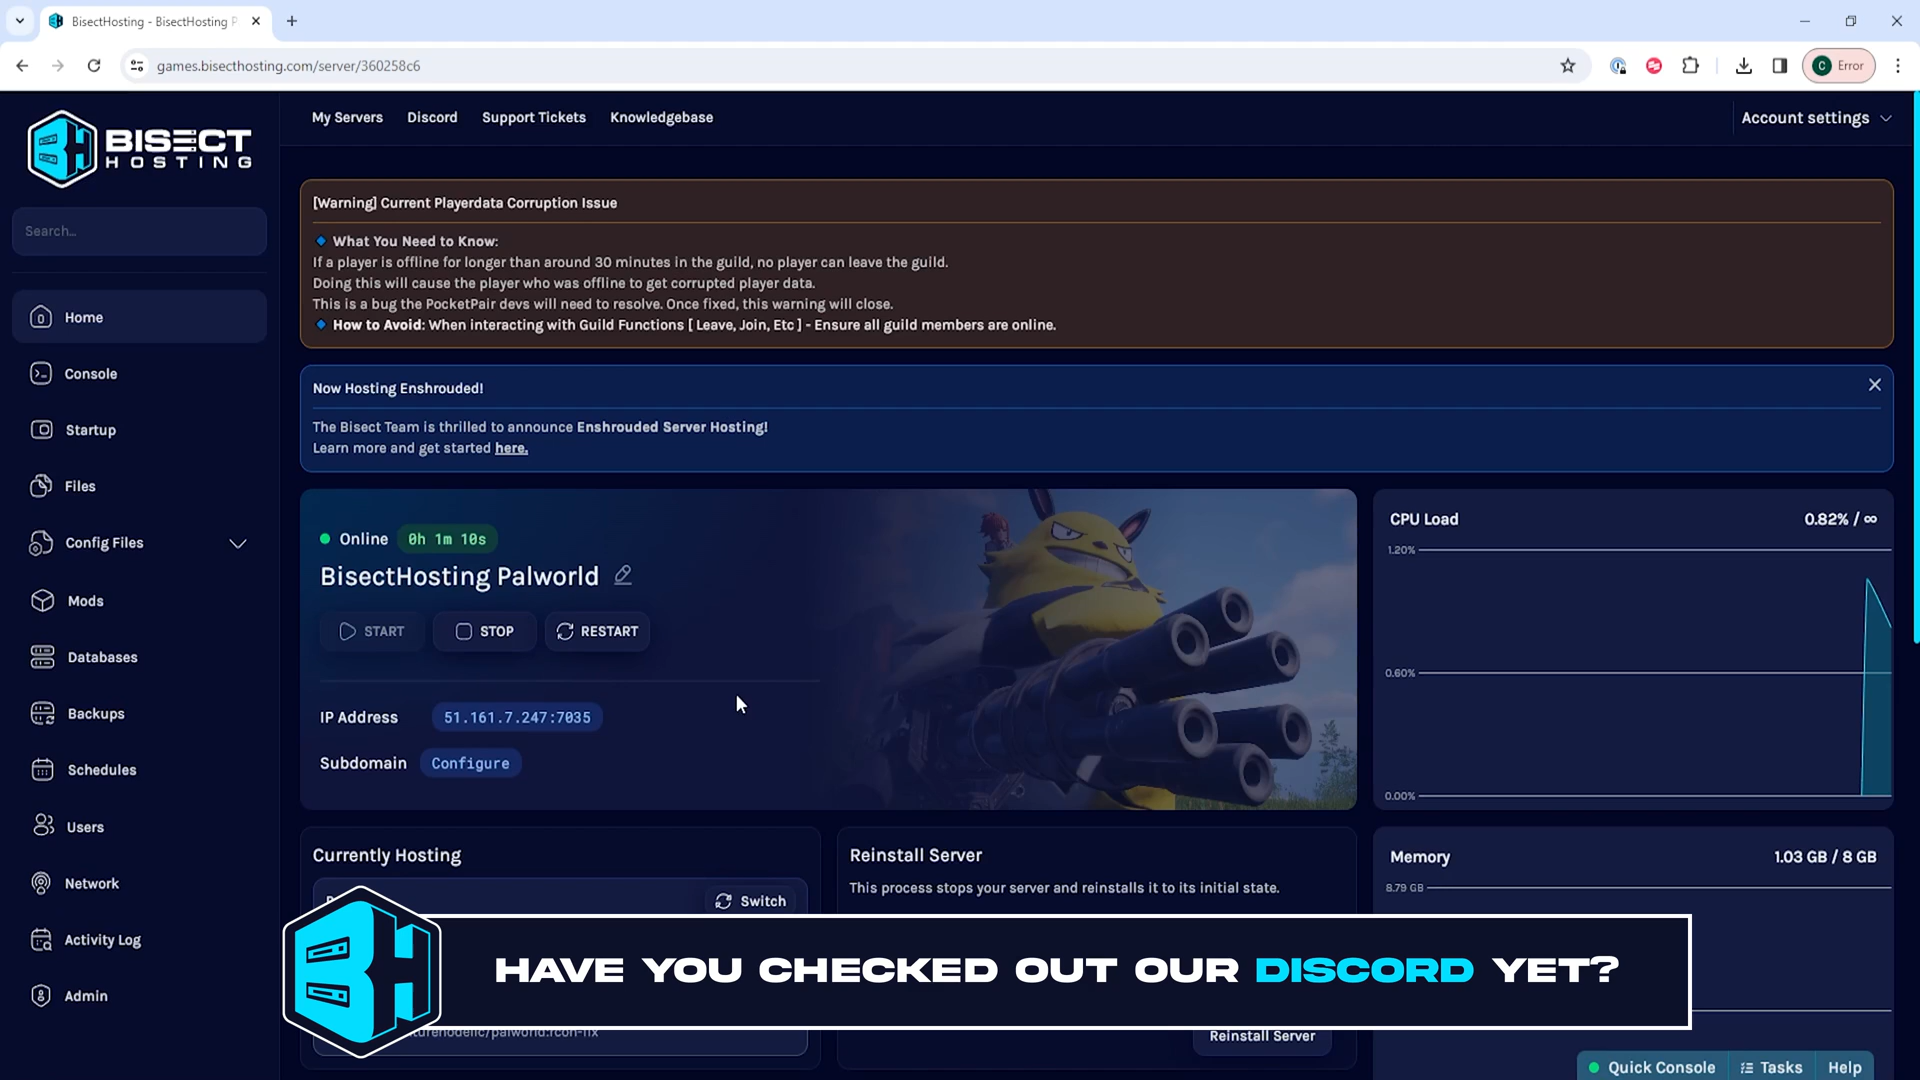 BisectHosting - BisectHosting P
games.bisecthosting.com/server/360258c6
C Error
BISECT
HOSTING
My Servers Discord Support Tickets Knowledgebase
Account settings
Search...
Home
Console
Startup
Files
Config Files
Mods
Databases
Backups
Schedules
Users
Network
Activity Log
Admin
[Warning] Current Playerdata Corruption Issue
What You Need to Know:
If a player is offline for longer than around 30 minutes in the guild, no player can leave the guild.
Doing this will cause the player who was offline to get corrupted player data.
This is a bug the PocketPair devs will need to resolve. Once fixed, this warning will close.
How to Avoid: When interacting with Guild Functions [ Leave, Join, Etc ] - Ensure all guild members are online.
Now Hosting Enshrouded!
The Bisect Team is thrilled to announce Enshrouded Server Hosting!
Learn more and get started here.
Online 0h 1m 10s
BisectHosting Palworld
START STOP RESTART
IP Address 51.161.7.247:7035
Subdomain Configure
CPU Load 0.82% / ∞
1.20%
0.60%
0.00%
Currently Hosting
Switch
Reinstall Server
This process stops your server and reinstalls it to its initial state.
Reinstall Server
Memory 1.03 GB / 8 GB
8.79 GB
HAVE YOU CHECKED OUT OUR DISCORD YET?
Quick Console Tasks Help